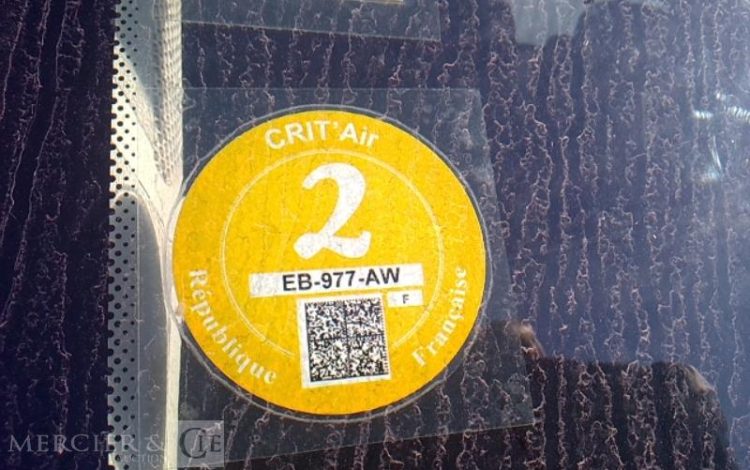 CRIT'Air
2
EB-977-AW
F
République Française
MERCIER & CIE